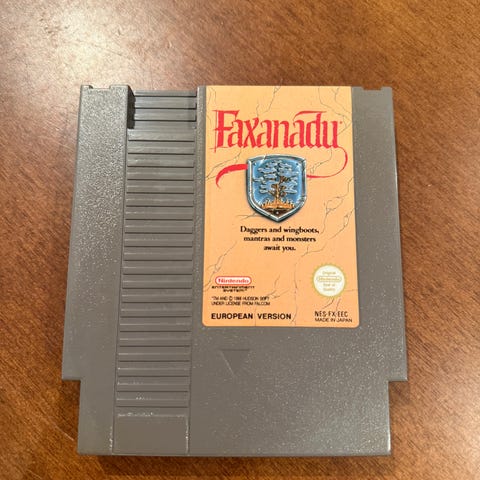 Faxanadu
Daggers and wingboots,
mantras and monsters
await you.
Nintendo
ENTERTAINMENT
SYSTEM
Original
Nintendo
Seal of
Quality
TM AND © 1988 HUDSON SOFT
UNDER LICENSE FROM FALCOM
EUROPEAN VERSION
NES-FX-EEC
MADE IN JAPAN